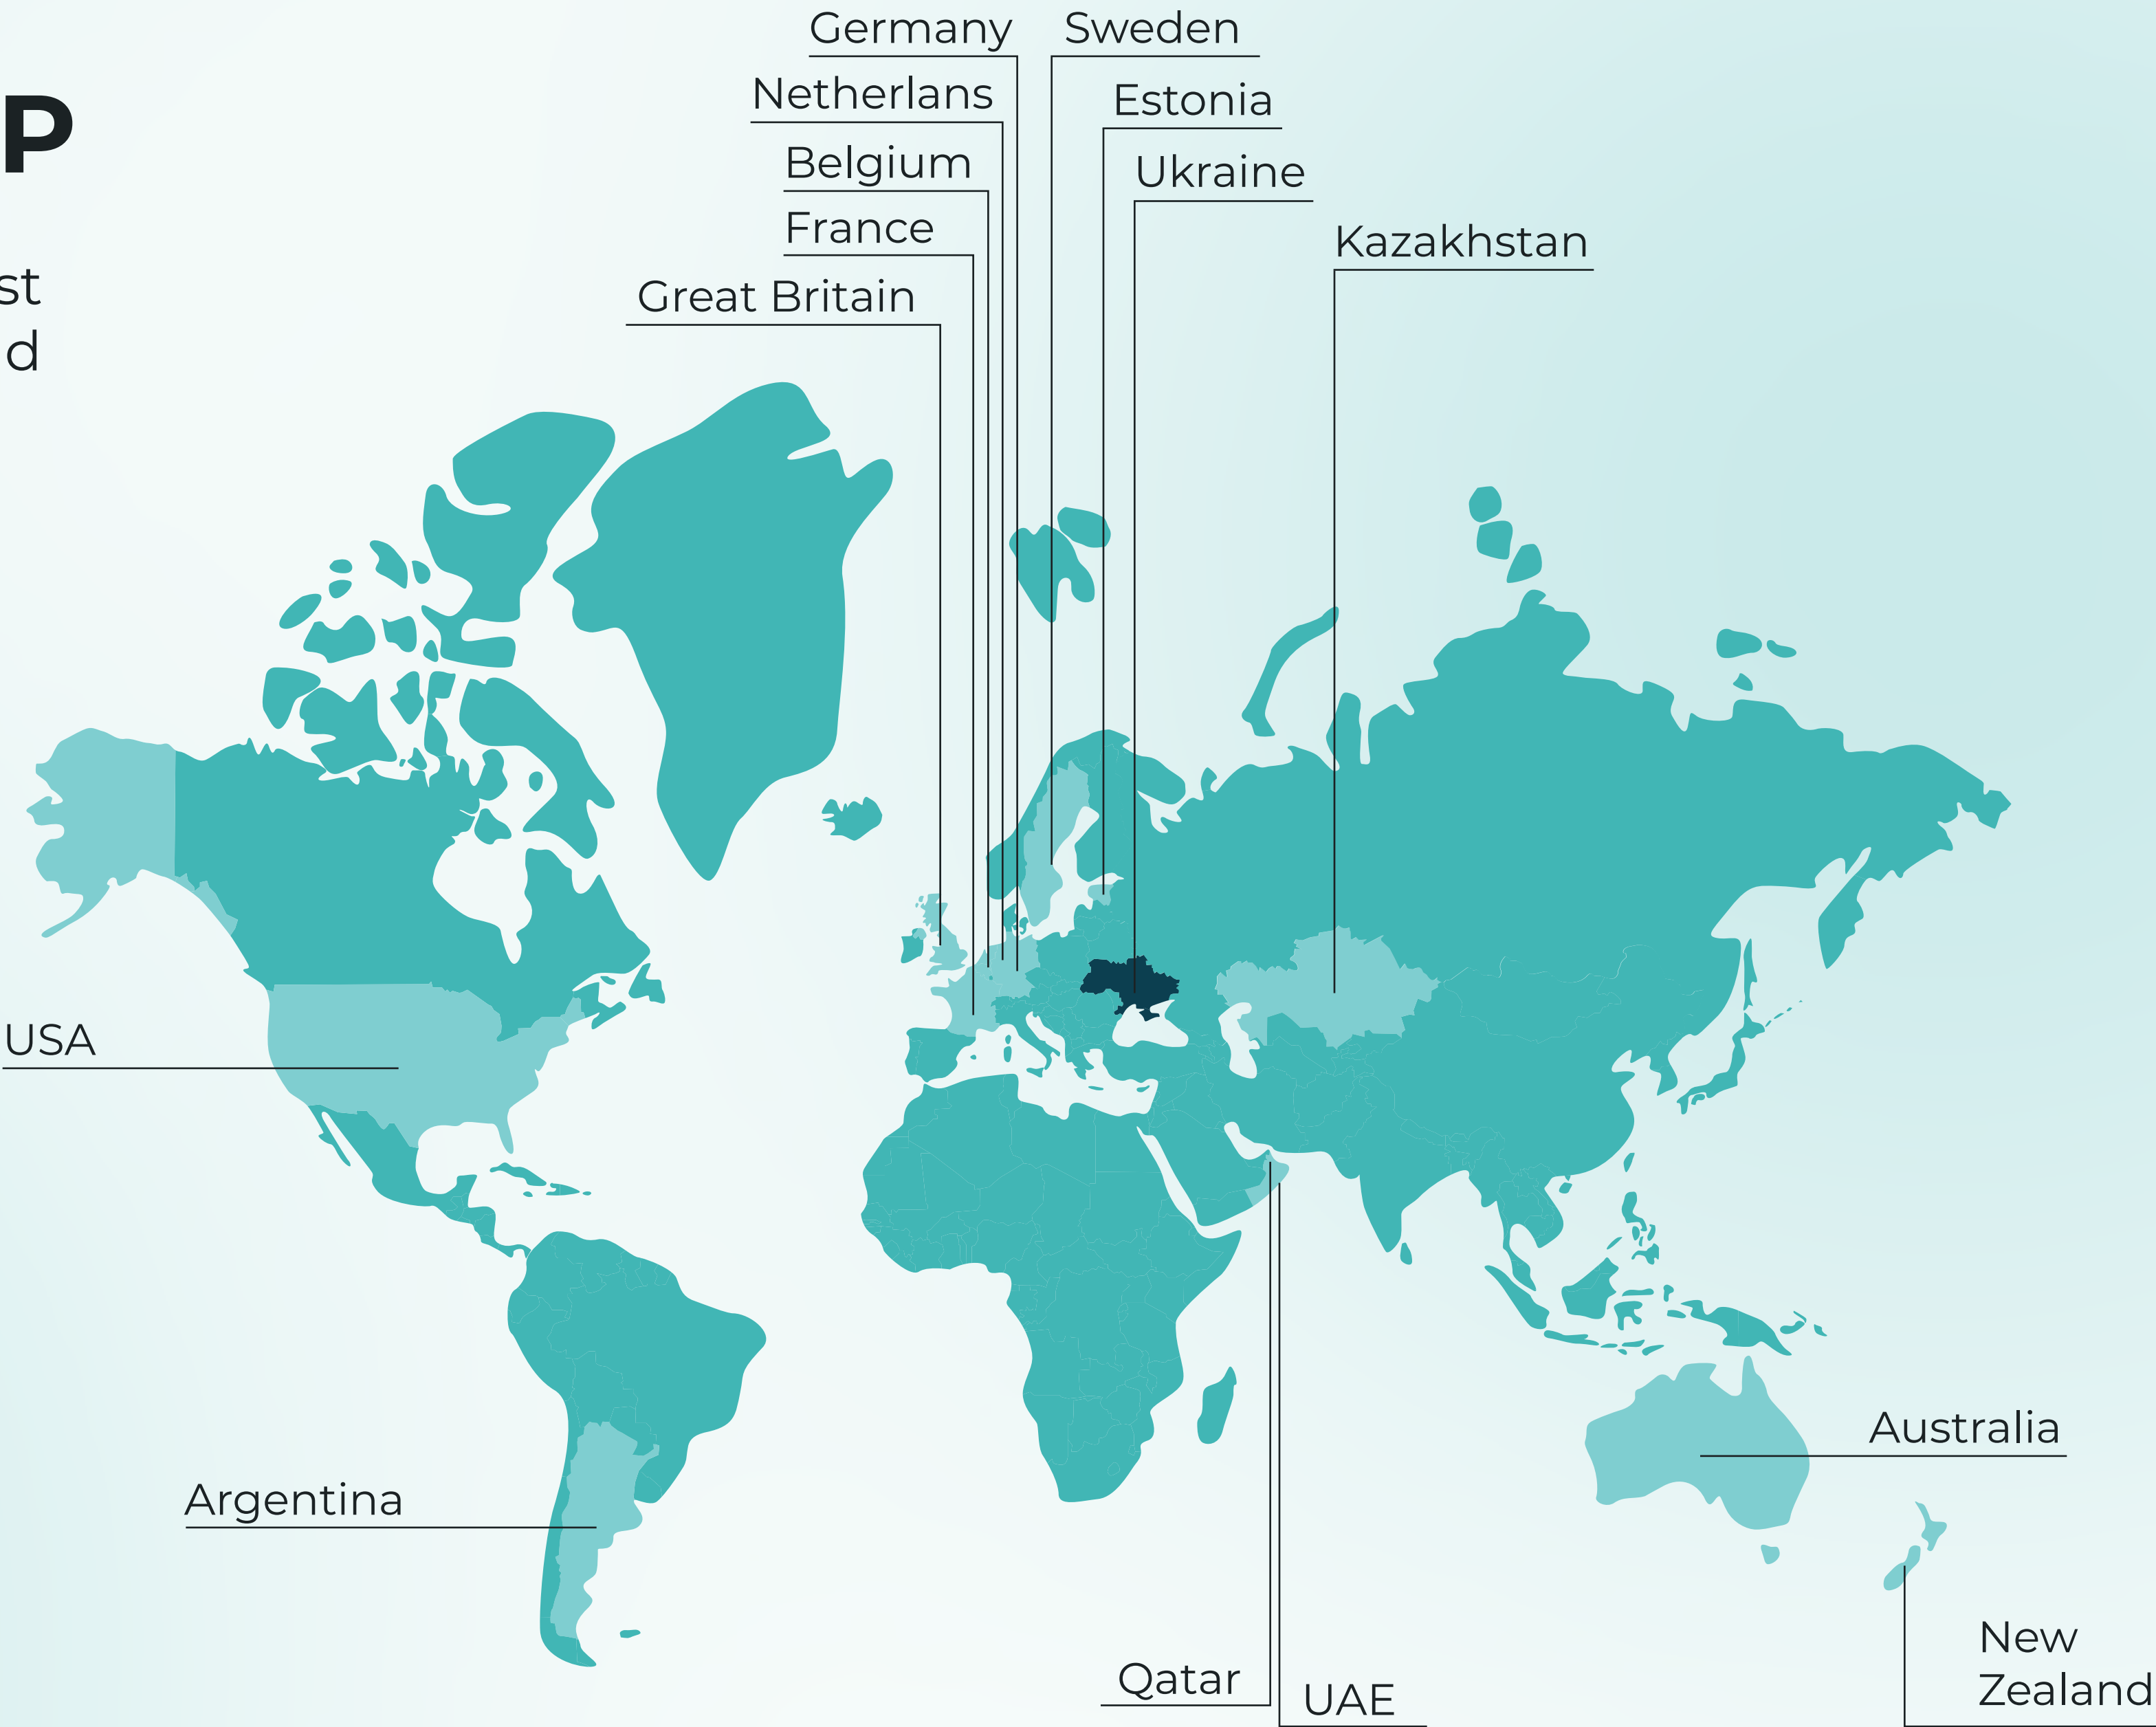 Germany
Sweden
Netherlans
Estonia
P
Belgium
Ukraine
France
Kazakhstan
st
Great Britain
d
USA
Australia
Argentina
New
Zealand
Qatar
UAE